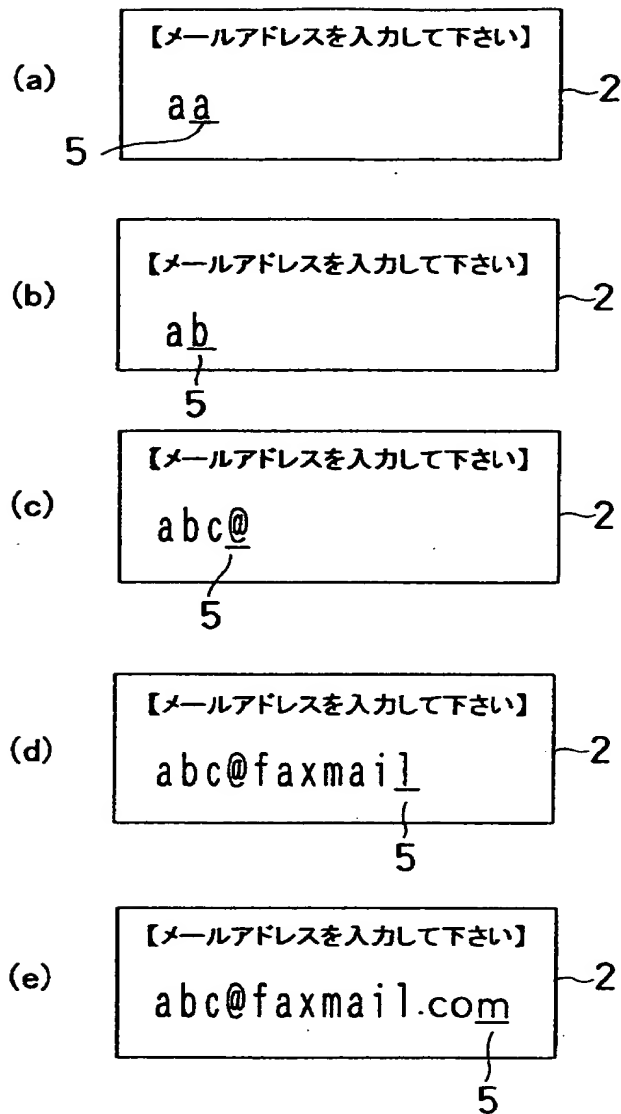 【メールアドレスを入力して下さい】
(a)
2
aa
5
【メールアドレスを入力して下さい】
(b)
2
ab
5
【メールアドレスを入力して下さい】
(c)
2
abc@
5
【メールアドレスを入力して下さい】
(d)
2
abc@faxmail
5
【メールアドレスを入力して下さい】
(e)
2
abc@faxmail.com
5